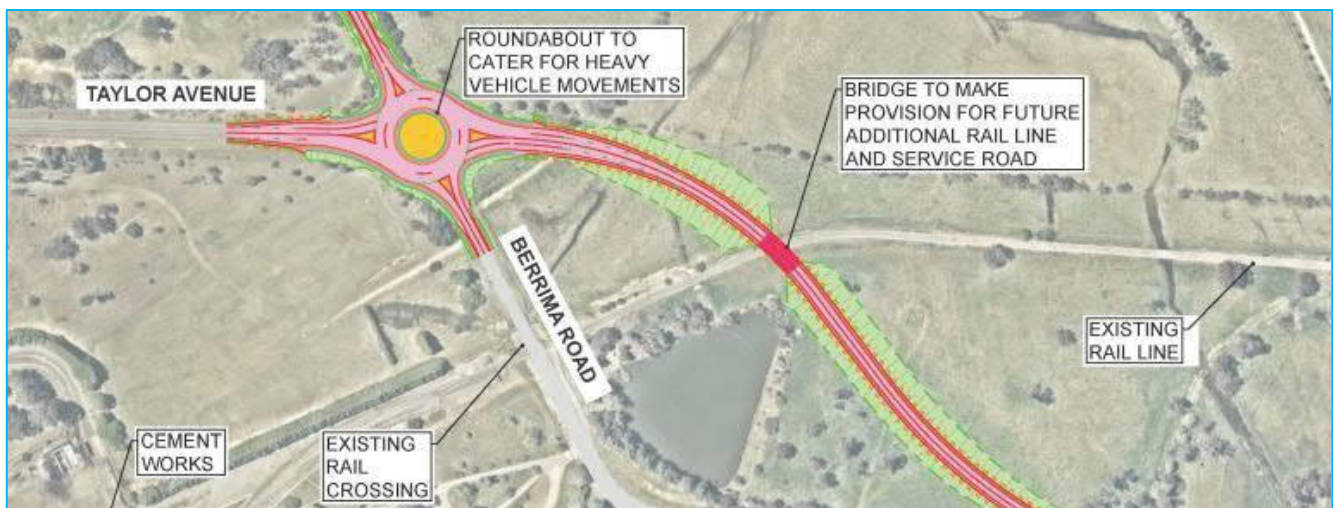 ROUNDABOUT TO
CATER FOR HEAVY
VEHICLE MOVEMENTS
TAYLOR AVENUE
BRIDGE TO MAKE
PROVISION FOR FUTURE
ADDITIONAL RAIL LINE
AND SERVICE ROAD
BERRIMA ROAD
EXISTING
RAIL LINE
CEMENT
WORKS
EXISTING
RAIL
CROSSING